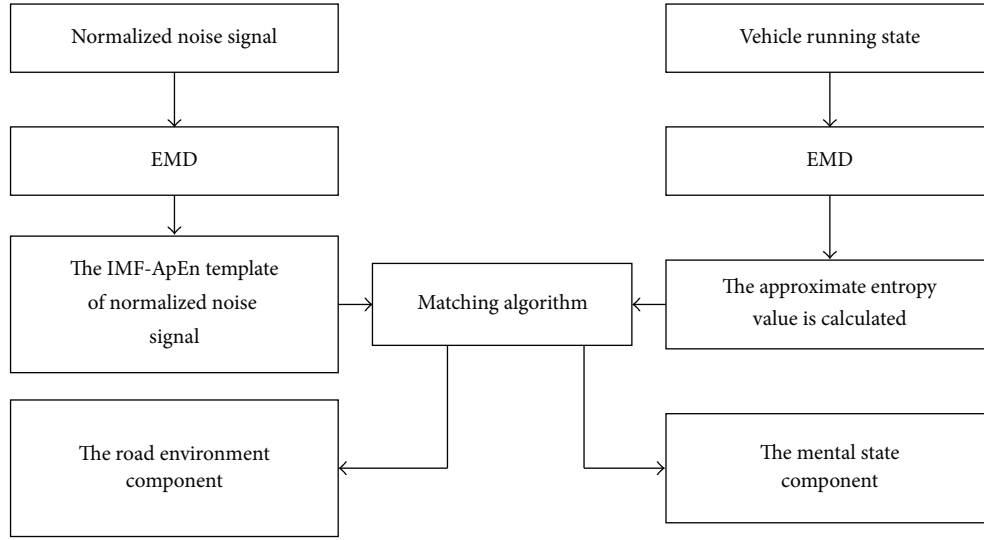 Normalized noise signal
Vehicle running state
EMD
EMD
The IMF-ApEn template
of normalized noise
signal
Matching algorithm
The approximate entropy
value is calculated
The road environment
component
The mental state
component